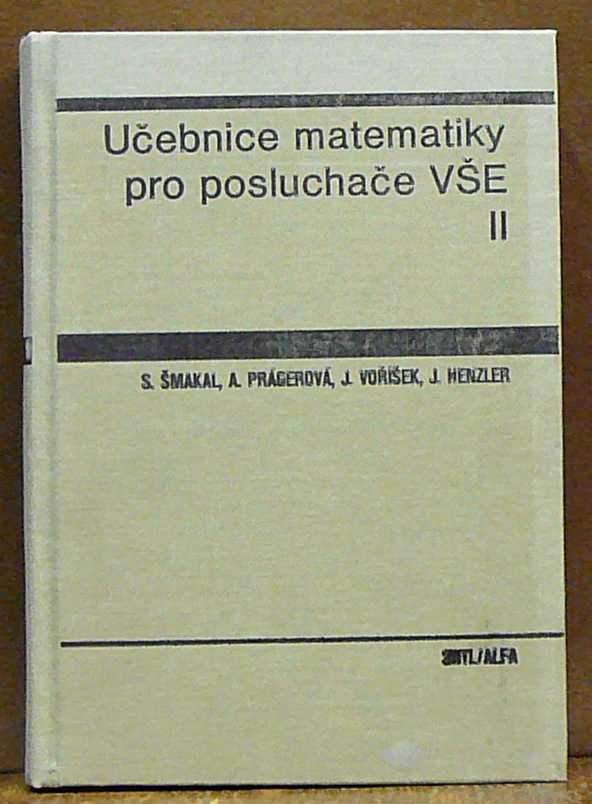 Učebnice matematiky
pro posluchače VŠE
II
S. ŠMAKAL, A. PRÁGEROVÁ, J. VOŘÍŠEK, J. HENZLER
SNTL/ALFA